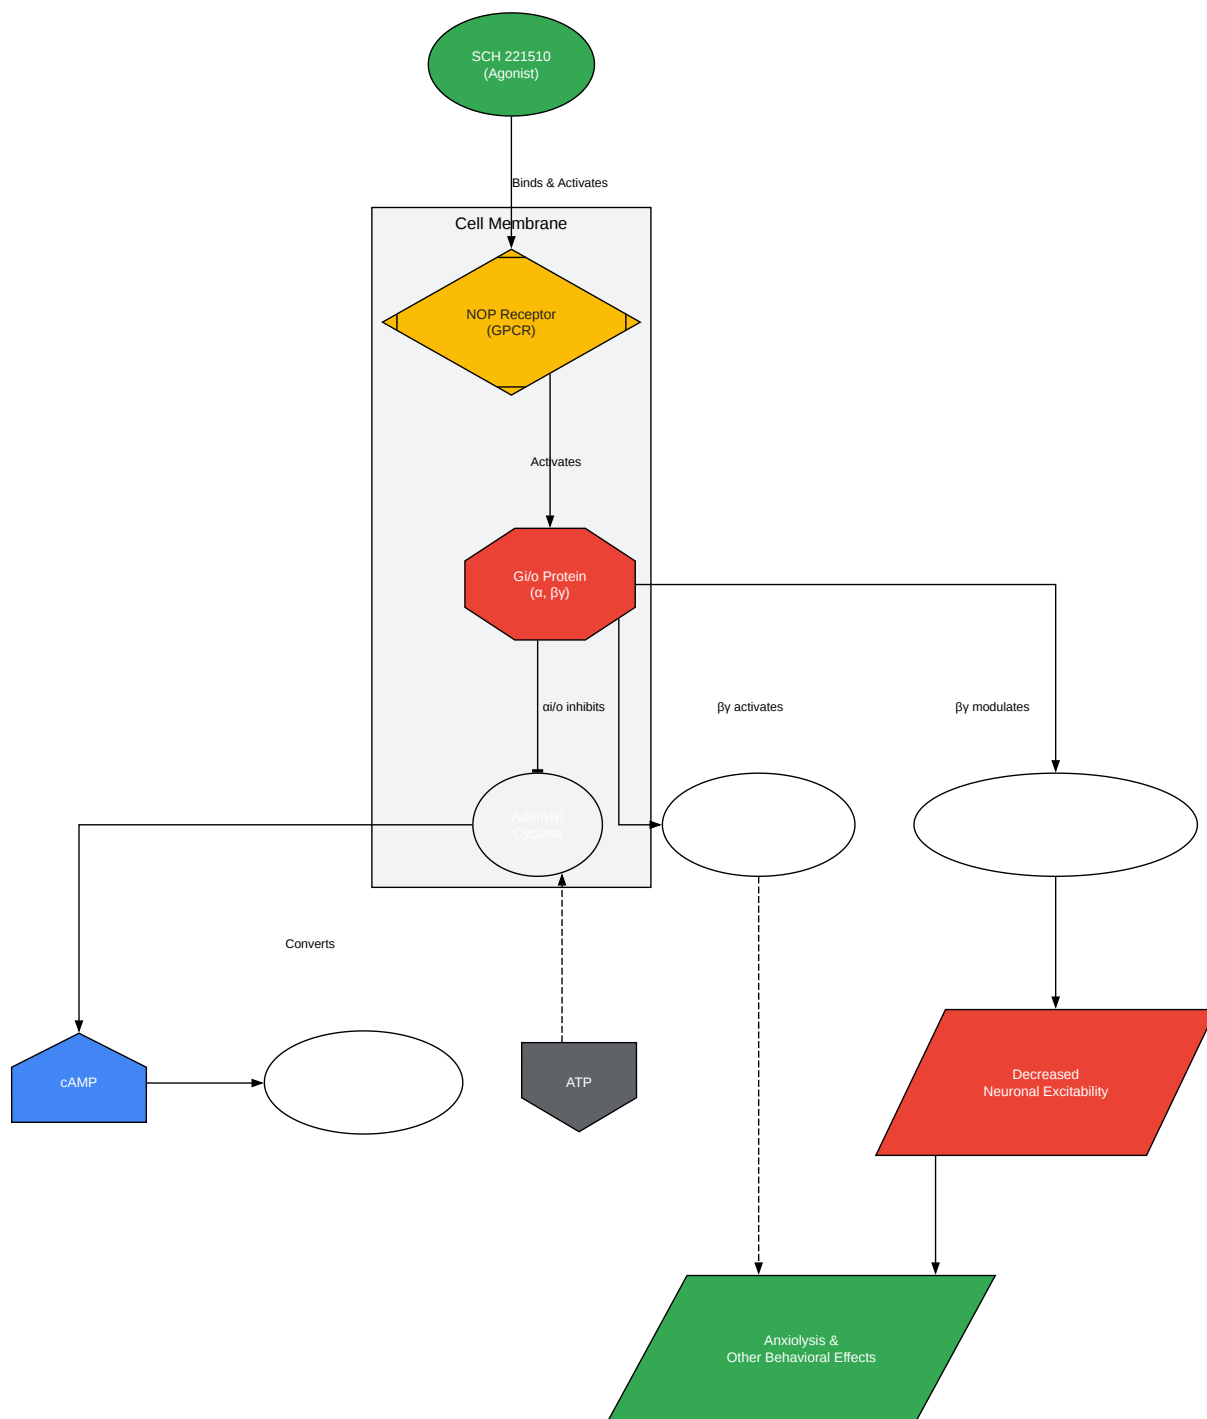 SCH 221510
(Agonist)
Binds & Activates
Cell Membrane
NOP Receptor
(GPCR)
Activates
Gi/o Protein
(α, βγ)
αi/o inhibits
βγ activates
βγ modulates
Adenylyl
Cyclase
Converts
cAMP
ATP
Decreased
Neuronal Excitability
Anxiolysis &
Other Behavioral Effects